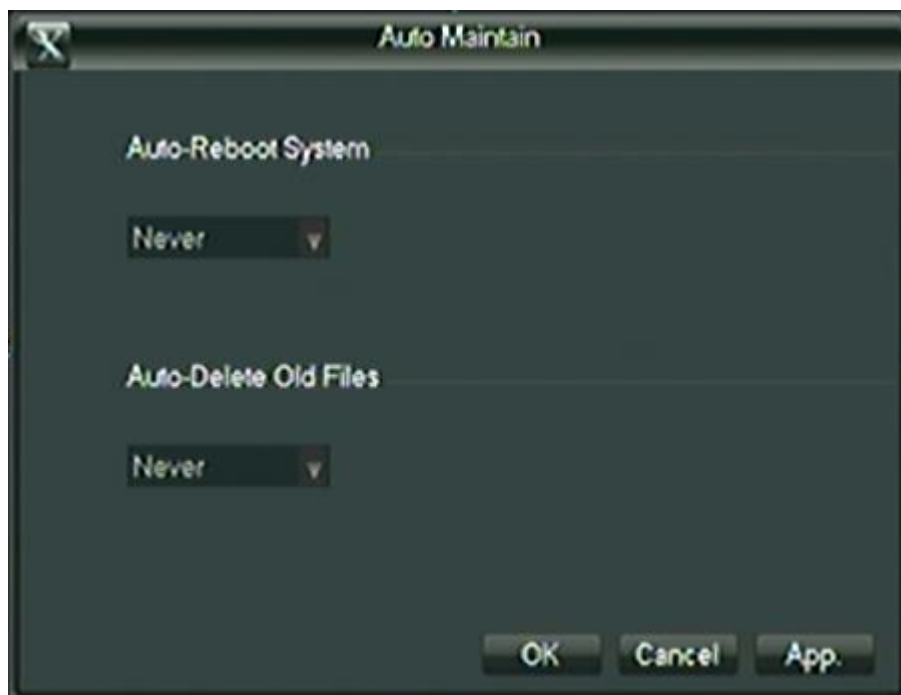 Auto Maintain
Auto-Reboot System
Never
Auto-Delete Old Files
Never
OK Cancel App.